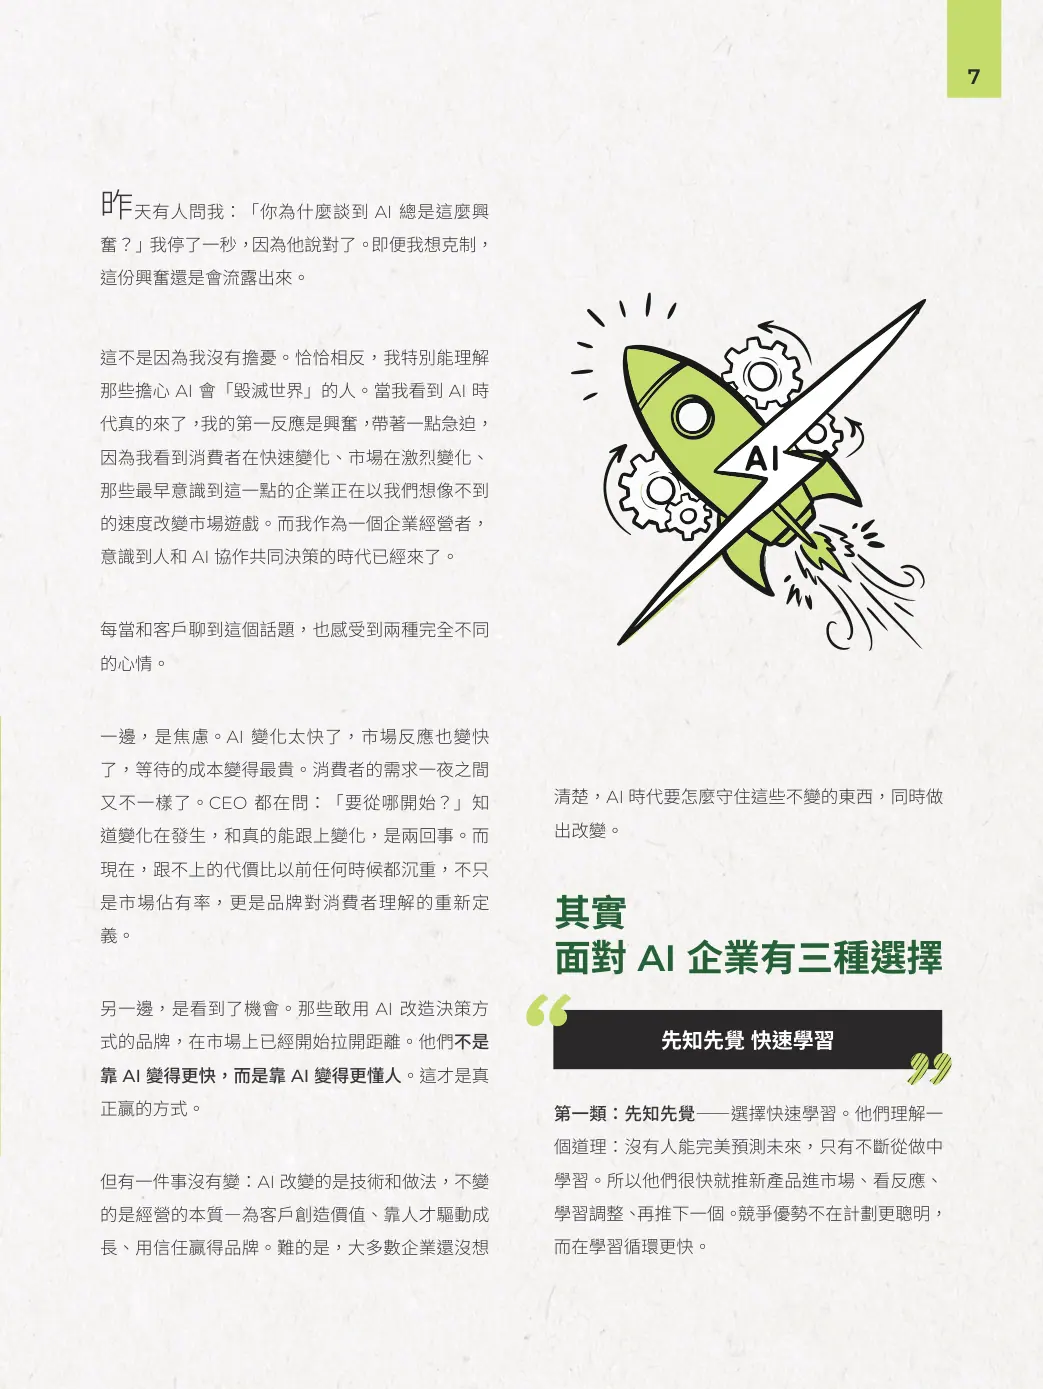 7
昨天有人問我：「你為什麼談到 AI 總是這麼興
奮？」我停了一秒，因為他說對了。即便我想克制，
這份興奮還是會流露出來。
這不是因為我沒有擔憂。恰恰相反，我特別能理解
那些擔心 AI 會「毀滅世界」的人。當我看到 AI 時
代真的來了，我的第一反應是興奮，帶著一點急迫，
因為我看到消費者在快速變化、市場在激烈變化、
那些最早意識到這一點的企業正在以我們想像不到
的速度改變市場遊戲。而我作為一個企業經營者，
意識到人和 AI 協作共同決策的時代已經來了。
每當和客戶聊到這個話題，也感受到兩種完全不同
的心情。
一邊，是焦慮。AI 變化太快了，市場反應也變快
了，等待的成本變得最貴。消費者的需求一夜之間
又不一樣了。CEO 都在問：「要從哪開始？」知
道變化在發生，和真的能跟上變化，是兩回事。而
現在，跟不上的代價比以前任何時候都沉重，不只
是市場佔有率，更是品牌對消費者理解的重新定
義。
另一邊，是看到了機會。那些敢用 AI 改造決策方
式的品牌，在市場上已經開始拉開距離。他們不是
靠 AI 變得更快，而是靠 AI 變得更懂人。這才是真
正贏的方式。
但有一件事沒有變：AI 改變的是技術和做法，不變
的是經營的本質—為客戶創造價值、靠人才驅動成
長、用信任贏得品牌。難的是，大多數企業還沒想
AI
清楚，AI 時代要怎麼守住這些不變的東西，同時做
出改變。
其實
面對 AI 企業有三種選擇
先知先覺 快速學習
第一類：先知先覺——選擇快速學習。他們理解一
個道理：沒有人能完美預測未來，只有不斷從做中
學習。所以他們很快就推新產品進市場、看反應、
學習調整、再推下一個。競爭優勢不在計劃更聰明，
而在學習循環更快。